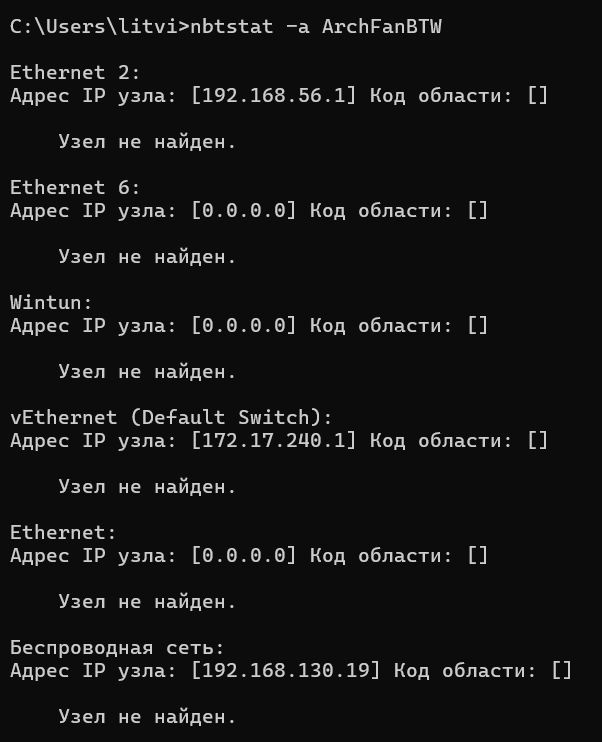 C:\Users\litvi>nbtstat -a ArchFanBTW
Ethernet 2:
Адрес IP узла: [192.168.56.1] Код области: []
Узел не найден.
Ethernet 6:
Адрес IP узла: [0.0.0.0] Код области: []
Узел не найден.
Wintun:
Адрес IP узла: [0.0.0.0] Код области: []
Узел не найден.
vEthernet (Default Switch):
Адрес IP узла: [172.17.240.1] Код области: []
Узел не найден.
Ethernet:
Адрес IP узла: [0.0.0.0] Код области: []
Узел не найден.
Беспроводная сеть:
Адрес IP узла: [192.168.130.19] Код области: []
Узел не найден.